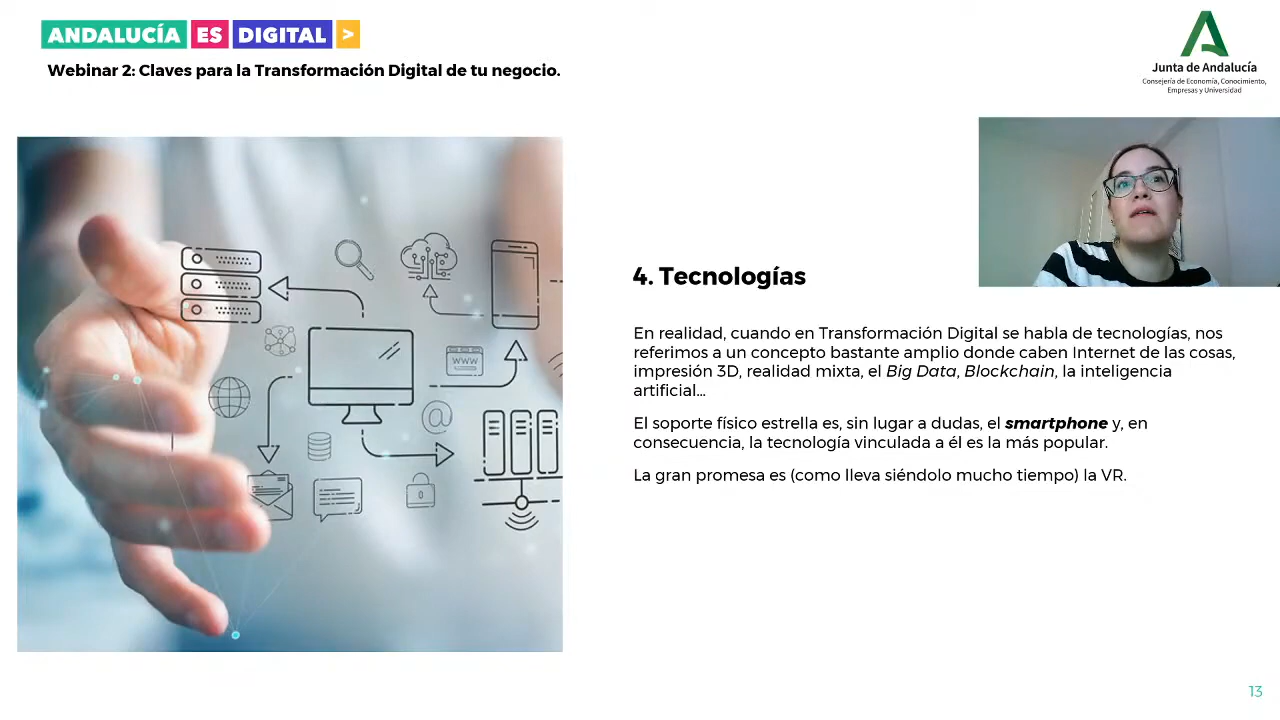 ANDALUCÍA ES DIGITAL >
Webinar 2: Claves para la Transformación Digital de tu negocio.
Junta de Andalucía
Consejería de Economía, Conocimiento,
Empresas y Universidad
WWW
@
4. Tecnologías
En realidad, cuando en Transformación Digital se habla de tecnologías, nos
referimos a un concepto bastante amplio donde caben Internet de las cosas,
impresión 3D, realidad mixta, el Big Data, Blockchain, la inteligencia
artificial...
El soporte físico estrella es, sin lugar a dudas, el smartphone y, en
consecuencia, la tecnología vinculada a él es la más popular.
La gran promesa es (como lleva siéndolo mucho tiempo) la VR.
13